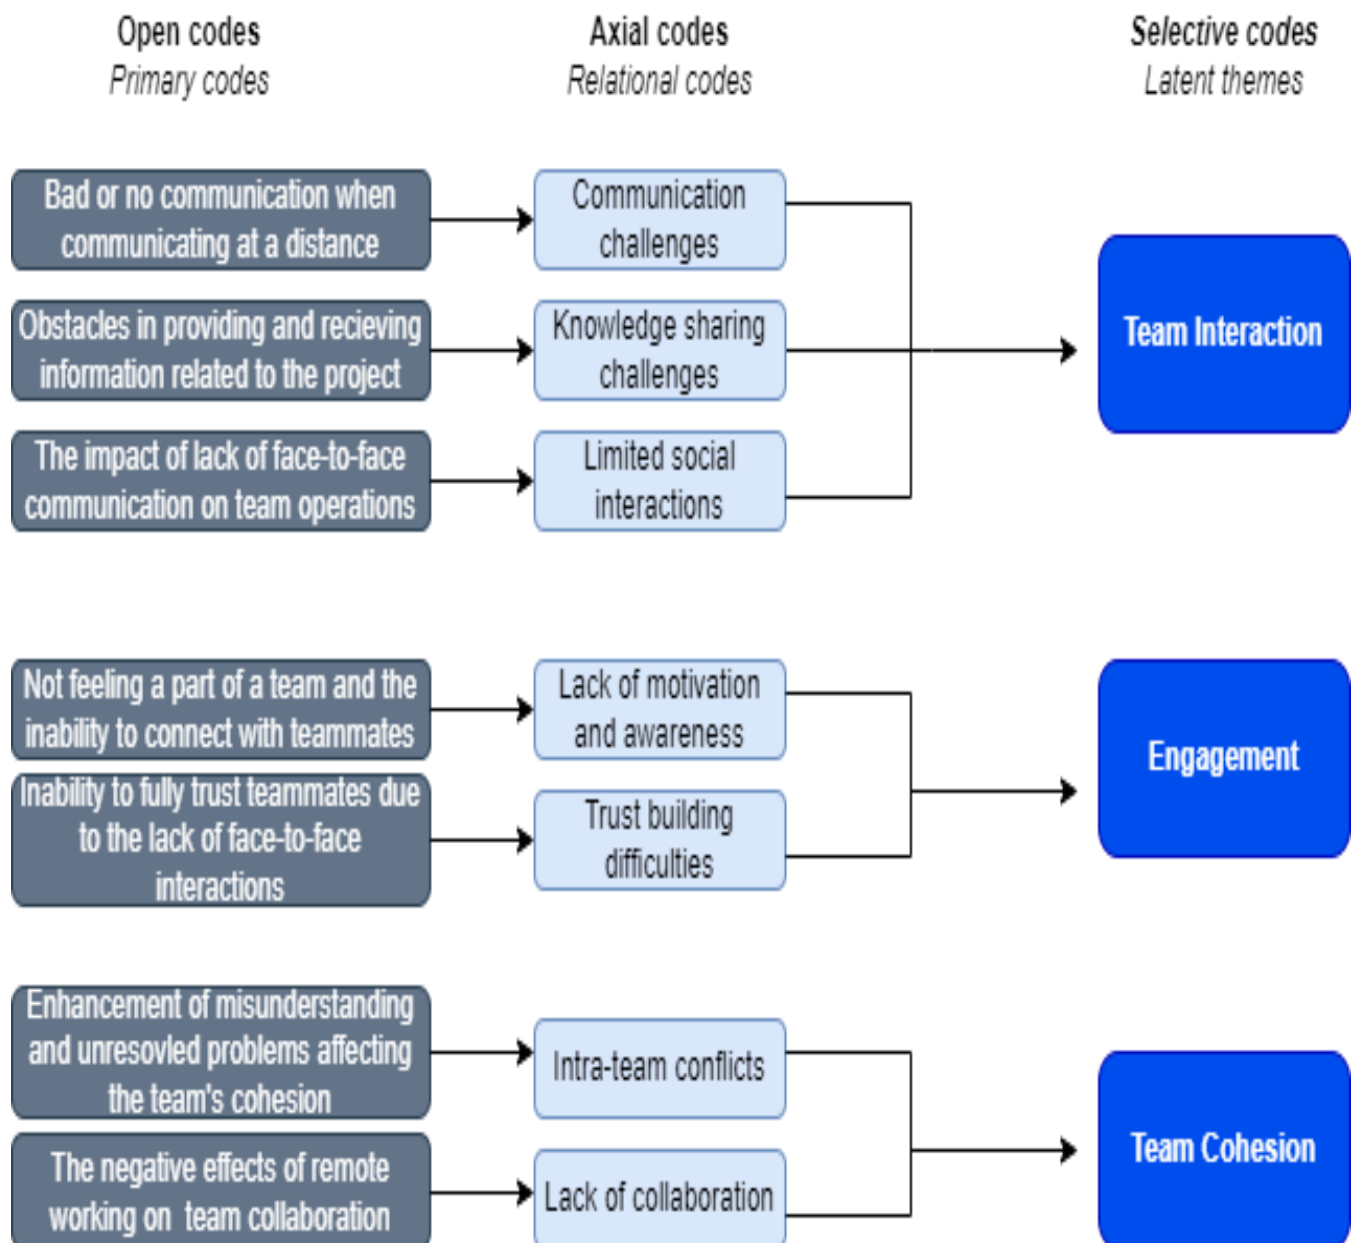 Open codes
Primary codes
Axial codes
Relational codes
Selective codes
Latent themes
Bad or no communication when
communicating at a distance
Communication
challenges
Obstacles in providing and recieving
information related to the project
Knowledge sharing
challenges
The impact of lack of face-to-face
communication on team operations
Limited social
interactions
Team Interaction
Not feeling a part of a team and the
inability to connect with teammates
Lack of motivation
and awareness
Inability to fully trust teammates due
to the lack of face-to-face
interactions
Trust building
difficulties
Engagement
Enhancement of misunderstanding
and unresovled problems affecting
the team's cohesion
Intra-team conflicts
The negative effects of remote
working on team collaboration
Lack of collaboration
Team Cohesion